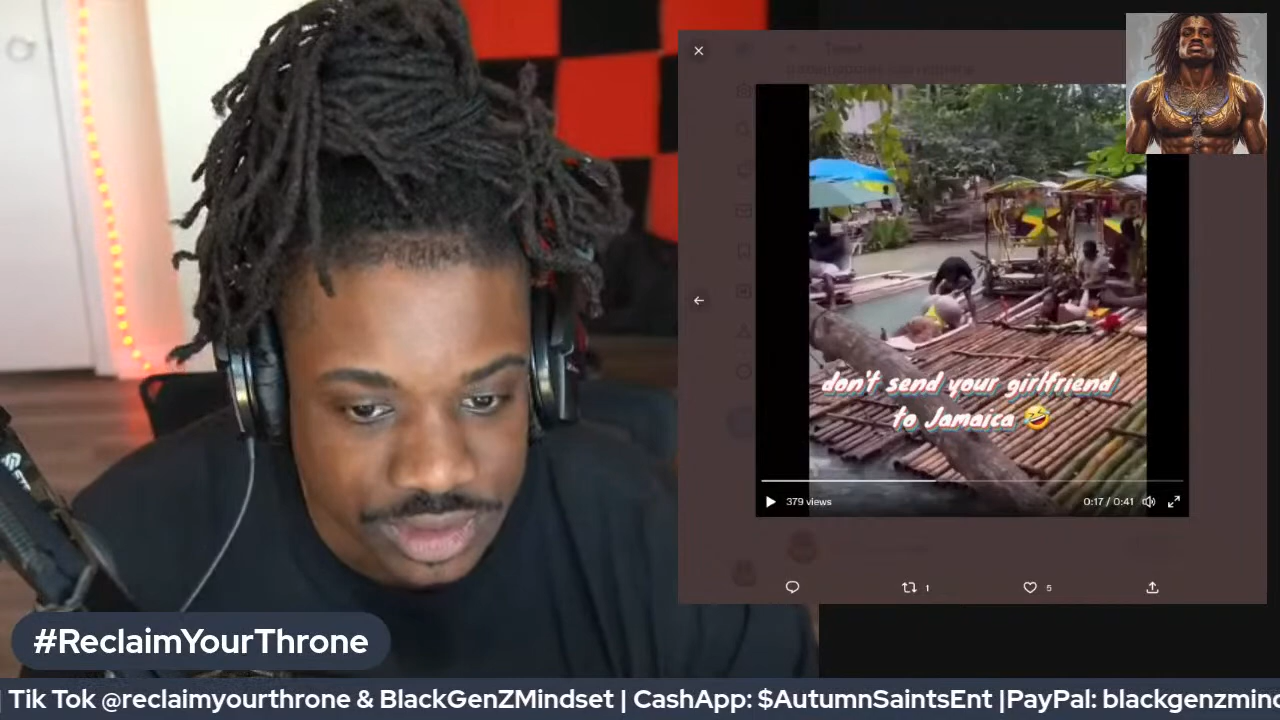 don't send your girlfriend
to Jamaica 🤣
379 views
0:17 / 0:41
1
5
#ReclaimYourThrone
| Tik Tok @reclaimyourthrone & BlackGenZMindset | CashApp: $AutumnSaintsEnt |PayPal: blackgenzmind